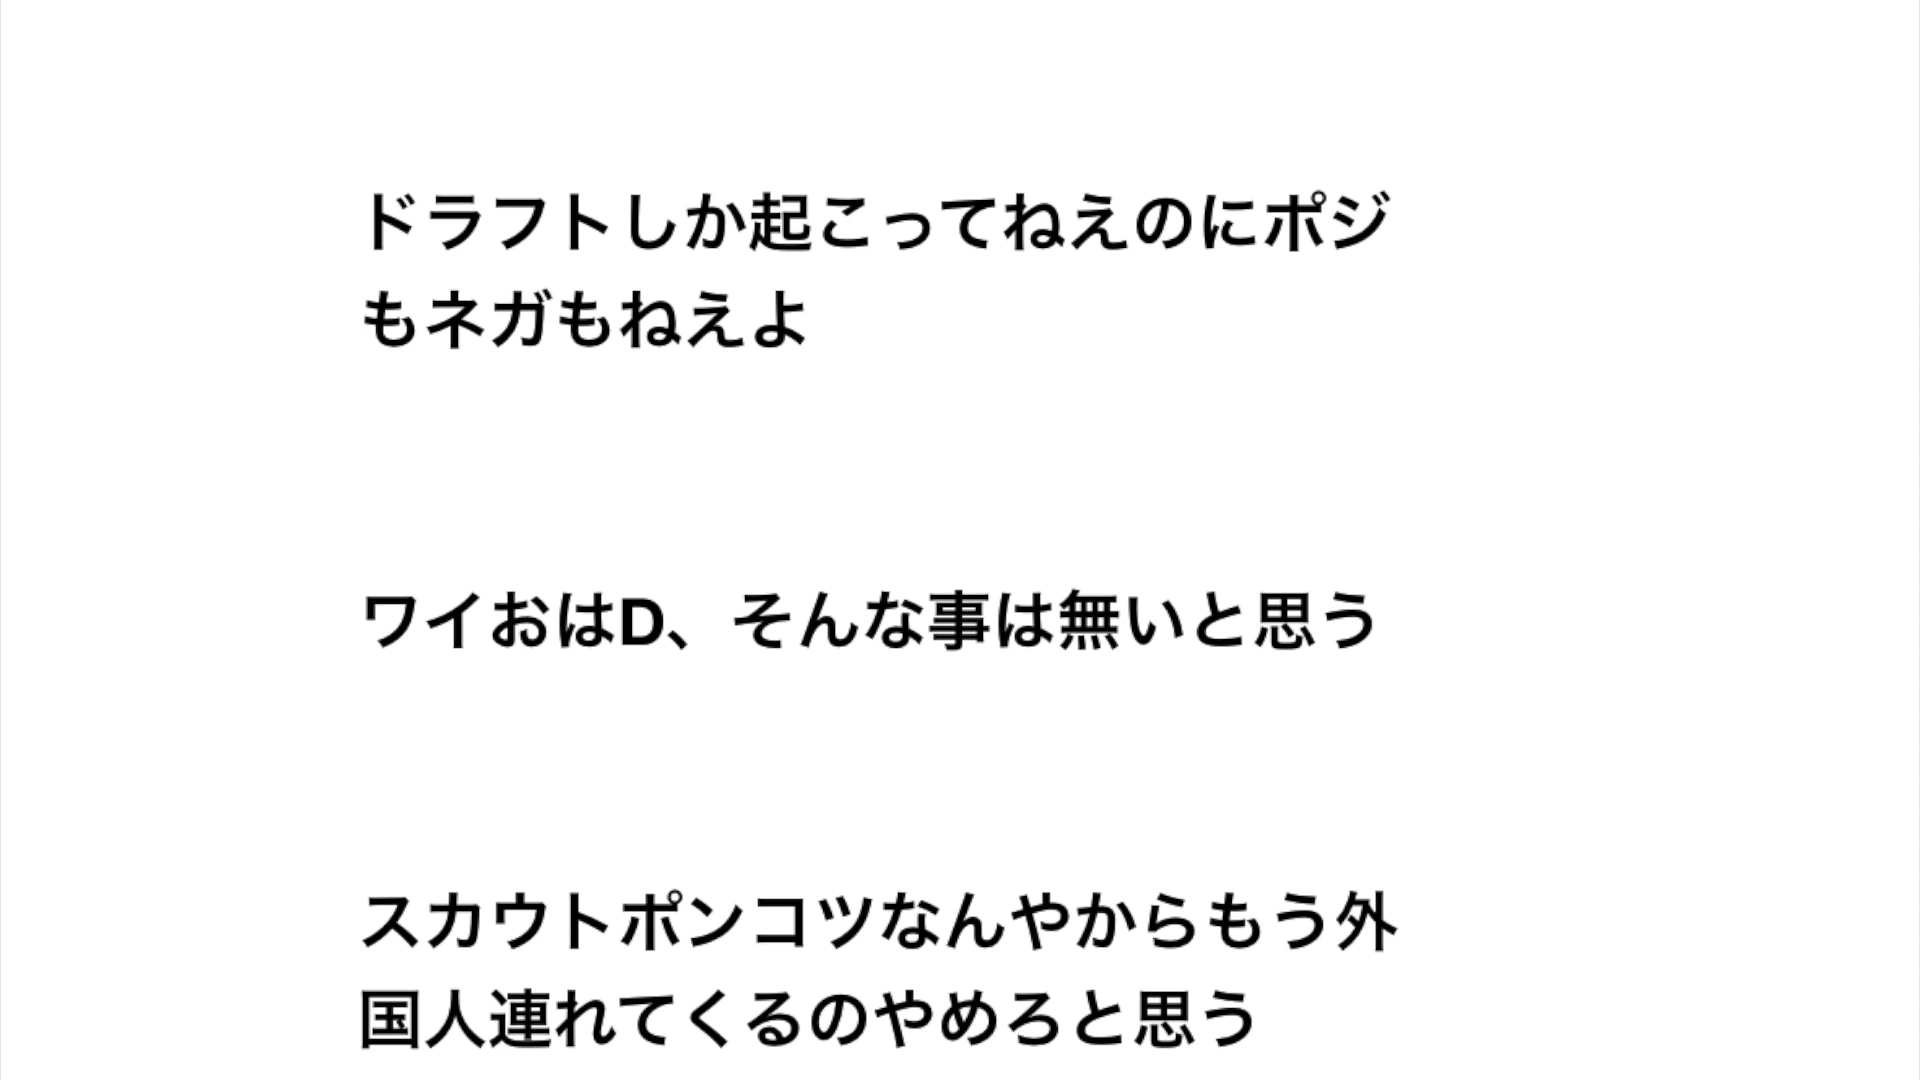 ドラフトしか起こってねえのにポジ
もネガもねえよ
ワイおはD、そんな事は無いと思う
スカウトポンコツなんやからもう外
国人連れてくるのやめろと思う